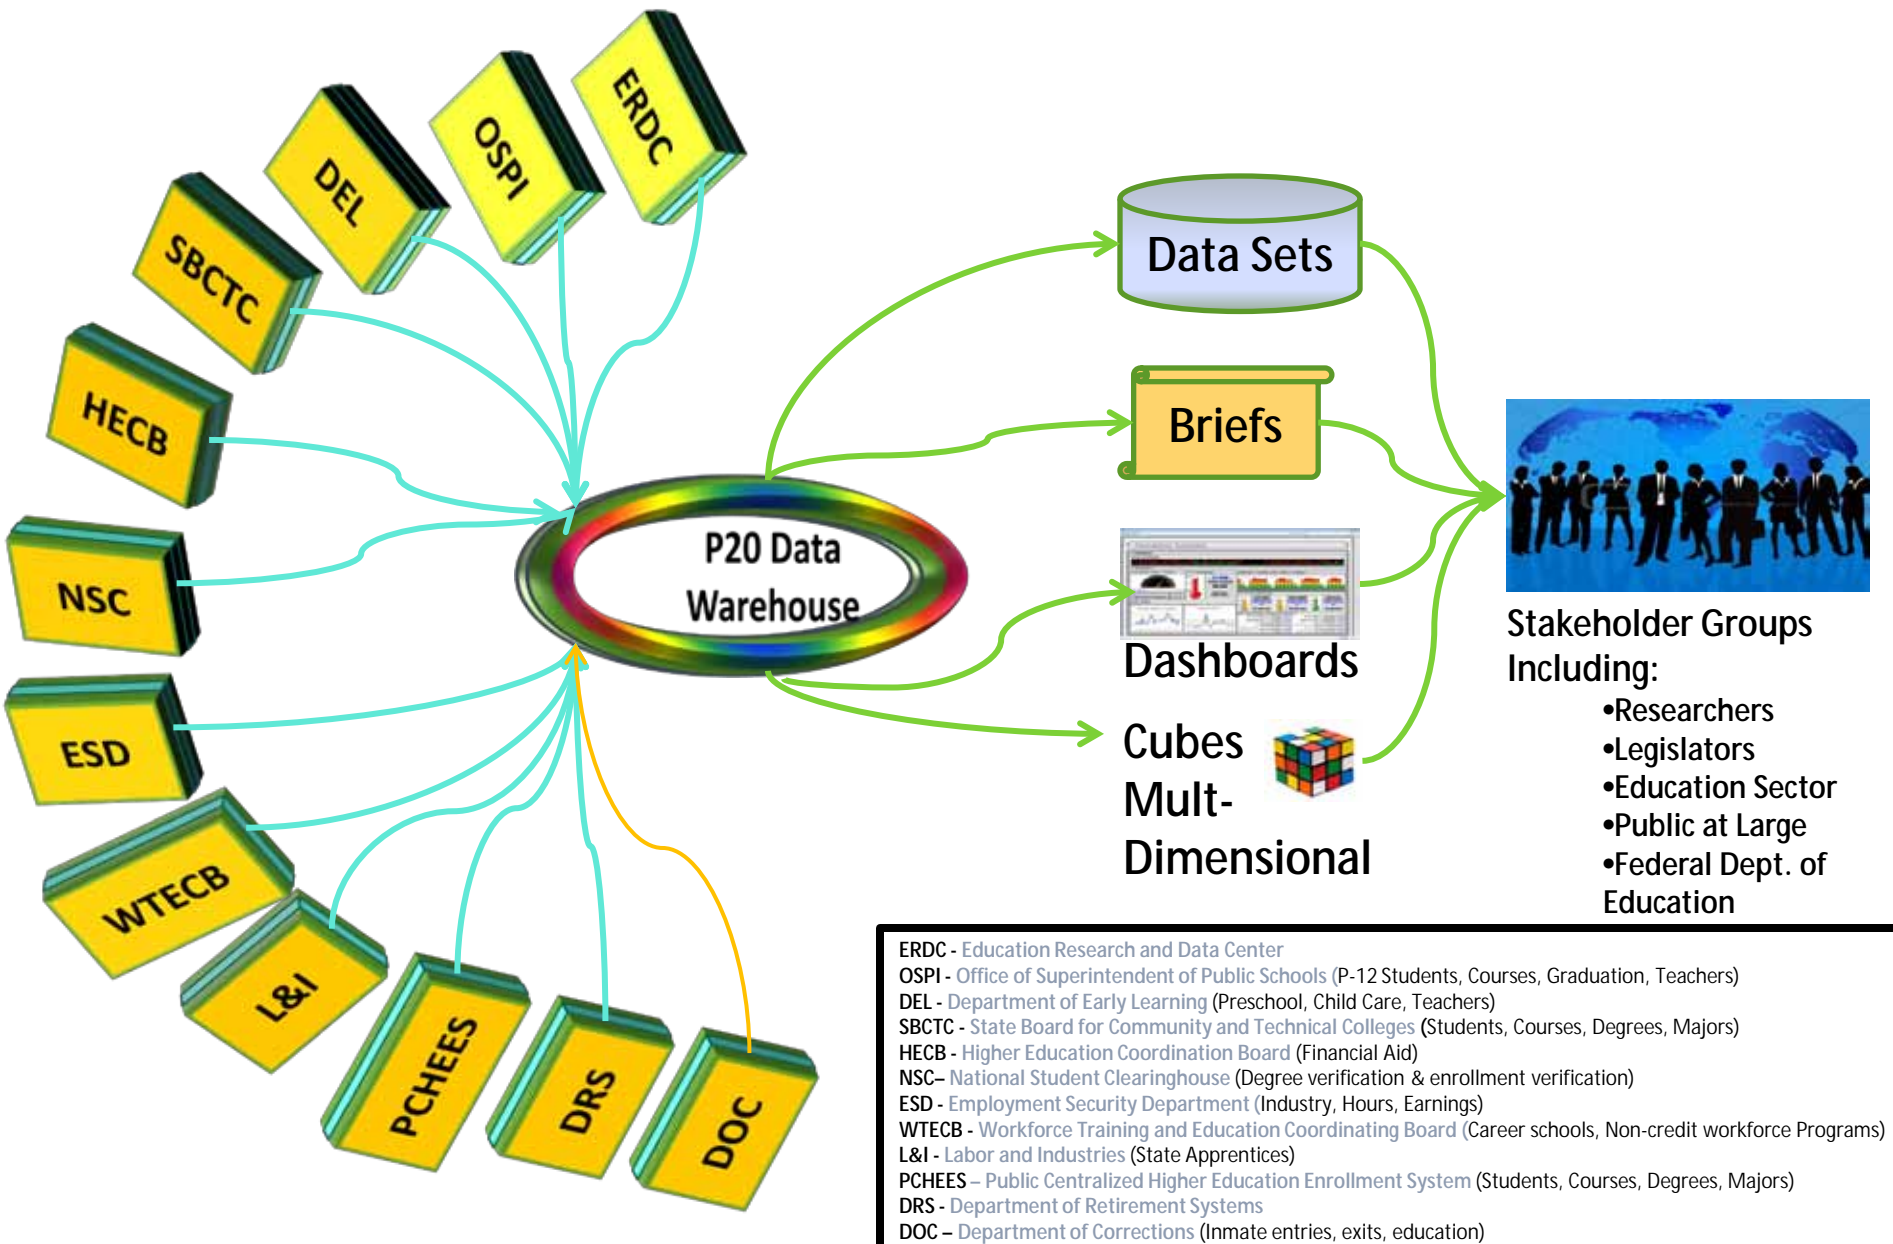 ERDC
OSPI
DEL
SBCTC
HECB
NSC
ESD
WTECB
L&I
PCHEES
DRS
DOC
P20 Data
Warehouse
Data Sets
Briefs
Dashboards
Cubes
Mult-
Dimensional
Stakeholder Groups
Including:
•Researchers
•Legislators
•Education Sector
•Public at Large
•Federal Dept. of
Education
ERDC - Education Research and Data Center
OSPI - Office of Superintendent of Public Schools (P-12 Students, Courses, Graduation, Teachers)
DEL - Department of Early Learning (Preschool, Child Care, Teachers)
SBCTC - State Board for Community and Technical Colleges (Students, Courses, Degrees, Majors)
HECB - Higher Education Coordination Board (Financial Aid)
NSC– National Student Clearinghouse (Degree verification & enrollment verification)
ESD - Employment Security Department (Industry, Hours, Earnings)
WTECB - Workforce Training and Education Coordinating Board (Career schools, Non-credit workforce Programs)
L&I - Labor and Industries (State Apprentices)
PCHEES – Public Centralized Higher Education Enrollment System (Students, Courses, Degrees, Majors)
DRS - Department of Retirement Systems
DOC – Department of Corrections (Inmate entries, exits, education)